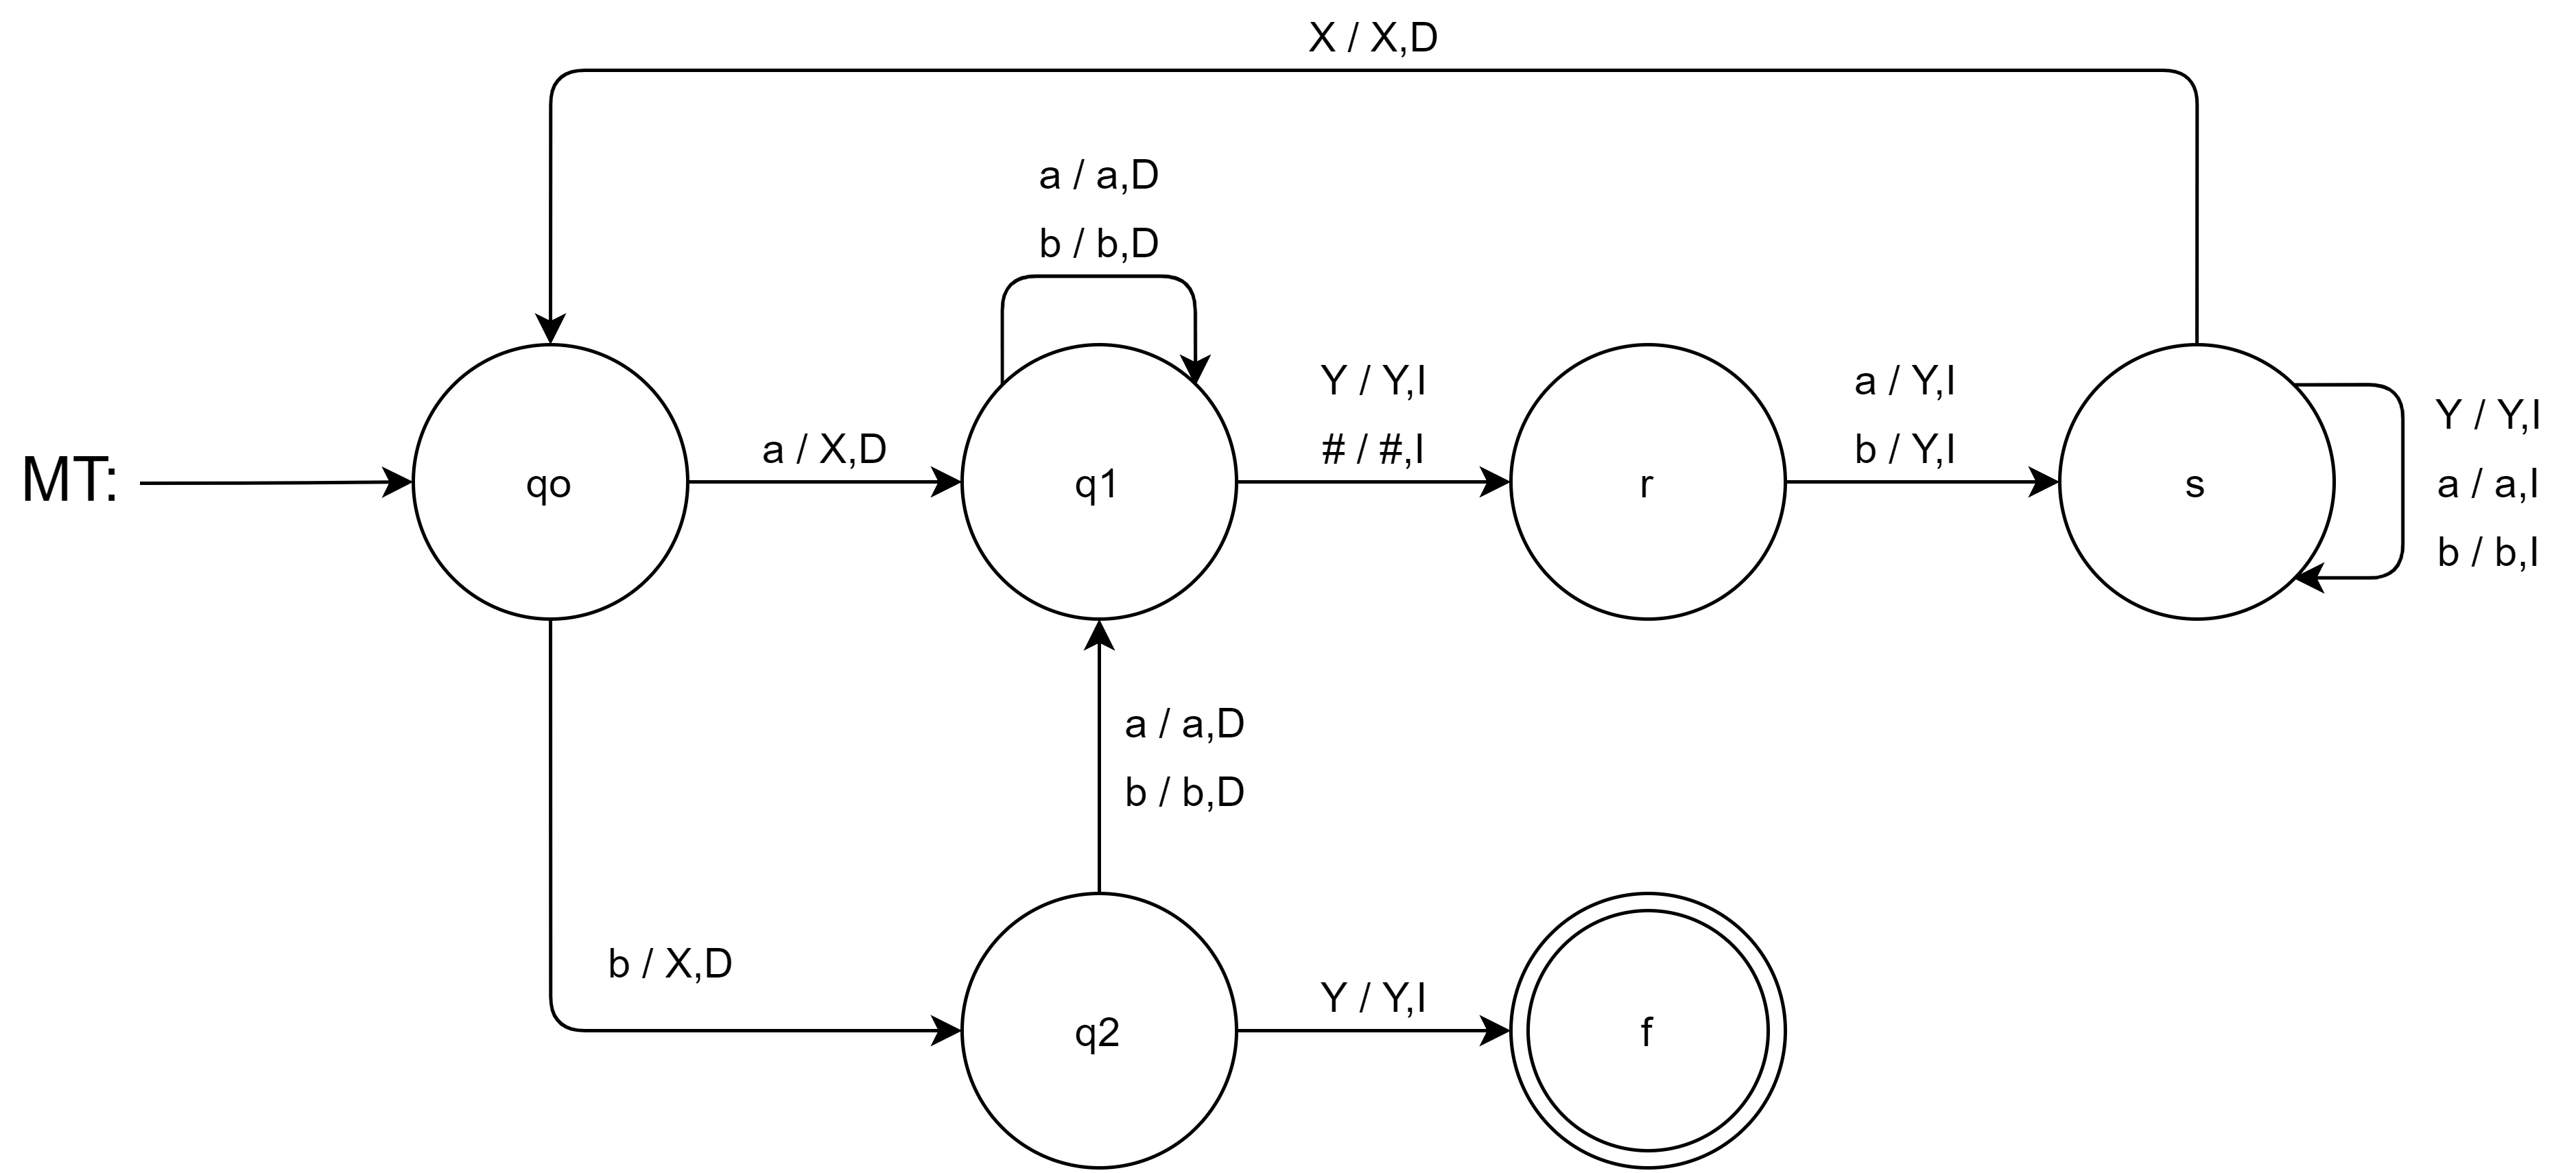 X / X,D
a / a,D
b / b,D
Y / Y,I
# / #,I
a / Y,I
b / Y,I
Y / Y,I
a / a,I
b / b,I
a / X,D
MT:
qo
q1
r
s
a / a,D
b / b,D
b / X,D
Y / Y,I
q2
f